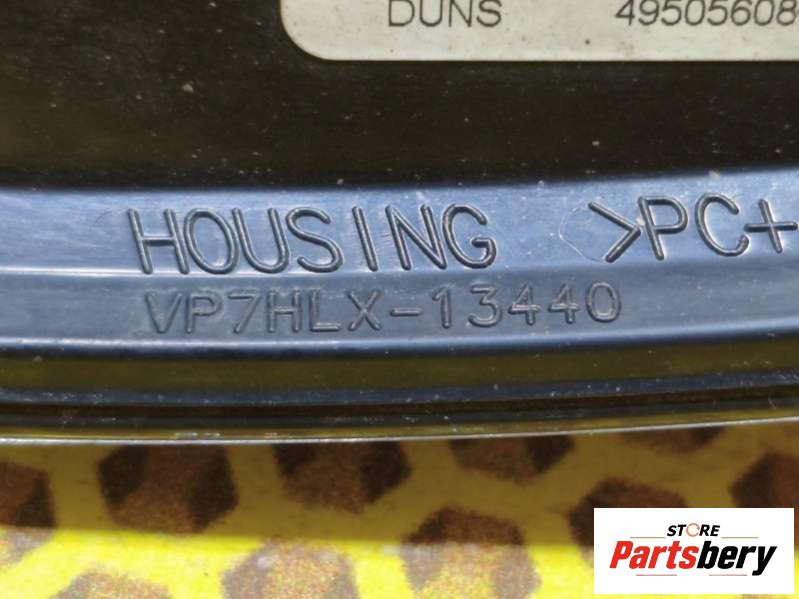 DUNS 49505608
HOUSING >PC+
VP7HLX-13440
STORE
Partsbery